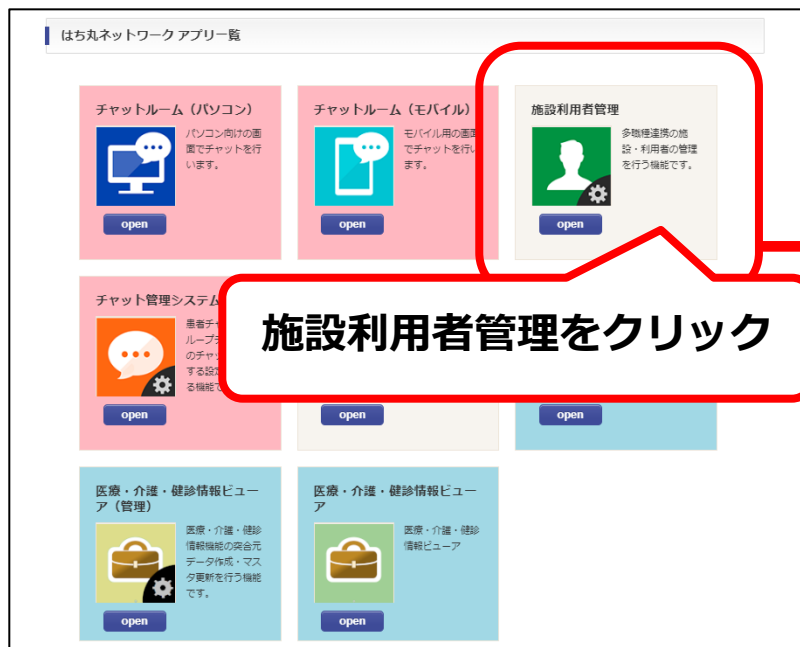 はち丸ネットワーク アプリ一覧
チャットルーム（パソコン）
パソコン向けの画
面でチャットを行
います。
open
チャットルーム（モバイル）
モバイル用の画面
でチャットを行い
ます。
open
施設利用者管理
多職種連携の施
設・利用者の管理
を行う機能です。
open
施設利用者管理をクリック
チャット管理システム
患者チ
ループ
のチャッ
する設
る機能で
open
open
open
医療・介護・健診情報ビュー
ア（管理）
医療・介護・健診
情報機能の突合元
データ作成・マス
タ更新を行う機能
です。
open
医療・介護・健診情報ビュー
ア
医療・介護・健診
情報ビューア
open